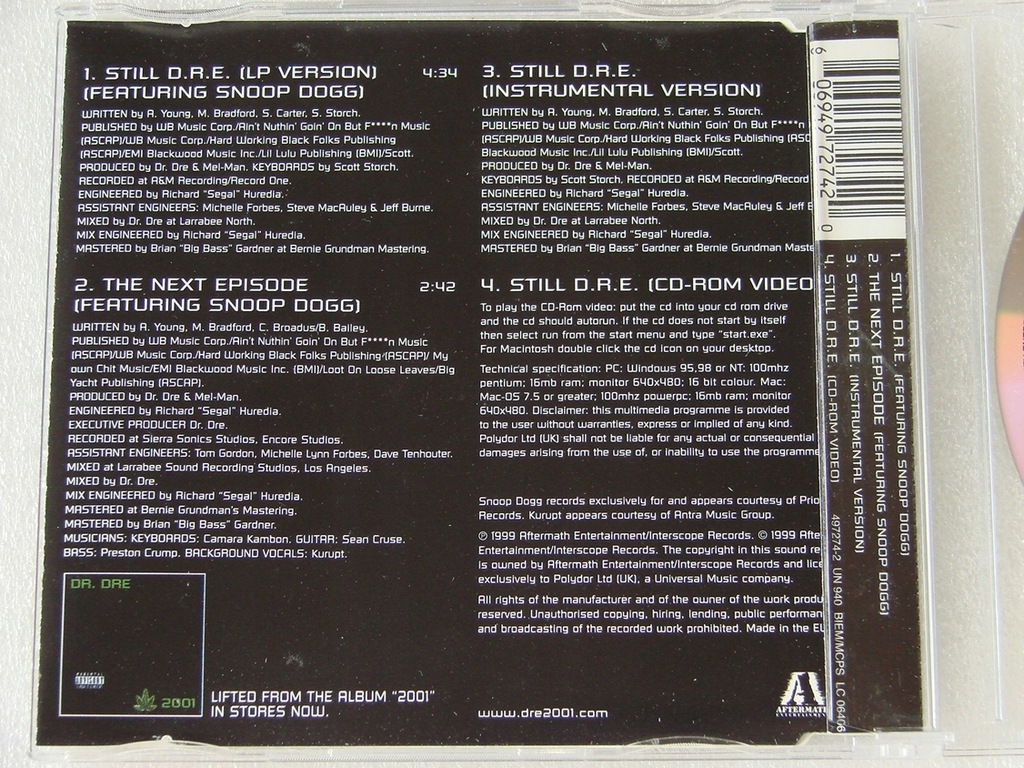 1. STILL D.R.E. (LP VERSION) 4:34
(FEATURING SNOOP DOGG)
WRITTEN by A. Young, M. Bradford, S. Carter, S. Storch.
PUBLISHED by WB Music Corp./Ain't Nuthin' Goin' On But F****n Music
(ASCAP)/WB Music Corp./Hard Working Black Folks Publishing
(ASCAP)/EMI Blackwood Music Inc./Lil Lulu Publishing (BMI)/Scott.
PRODUCED by Dr. Dre & Mel-Man. KEYBOARDS by Scott Storch.
RECORDED at A&M Recording/Record One.
ENGINEERED by Richard "Segal" Huredia.
ASSISTANT ENGINEERS: Michelle Forbes, Steve MacAuley & Jeff Burne.
MIXED by Dr. Dre at Larrabee North.
MIX ENGINEERED by Richard "Segal" Huredia.
MASTERED by Brian "Big Bass" Gardner at Bernie Grundman Mastering.
2. THE NEXT EPISODE 2:42
(FEATURING SNOOP DOGG)
WRITTEN by A. Young, M. Bradford, C. Broadus/B. Bailey.
PUBLISHED by WB Music Corp./Ain't Nuthin' Goin' On But F****n Music
(ASCAP)/WB Music Corp./Hard Working Black Folks Publishing/(ASCAP)/ My
own Chit Music/EMI Blackwood Music Inc. (BMI)/Loot On Loose Leaves/Big
Yacht Publishing (ASCAP).
PRODUCED by Dr. Dre & Mel-Man.
ENGINEERED by Richard "Segal" Huredia.
EXECUTIVE PRODUCER Dr. Dre.
RECORDED at Sierra Sonics Studios, Encore Studios.
ASSISTANT ENGINEERS: Tom Gordon, Michelle Lynn Forbes, Dave Tenhouter.
MIXED at Larrabee Sound Recording Studios, Los Angeles.
MIXED by Dr. Dre.
MIX ENGINEERED by Richard "Segal" Huredia.
MASTERED at Bernie Grundman's Mastering.
MASTERED by Brian "Big Bass" Gardner.
MUSICIANS: KEYBOARDS: Camara Kambon. GUITAR: Sean Cruse.
BASS: Preston Crump. BACKGROUND VOCALS: Kurupt.
DR. DRE
2001
LIFTED FROM THE ALBUM "2001"
IN STORES NOW.
3. STILL D.R.E.
(INSTRUMENTAL VERSION)
WRITTEN by A. Young, M. Bradford, S. Carter, S. Storch.
PUBLISHED by WB Music Corp./Ain't Nuthin' Goin' On But F****n
(ASCAP)/WB Music Corp./Hard Working Black Folks Publishing (ASC
Blackwood Music Inc./Lil Lulu Publishing (BMI)/Scott.
PRODUCED by Dr. Dre & Mel-Man.
KEYBOARDS by Scott Storch. RECORDED at A&M Recording/Record
ENGINEERED by Richard "Segal" Huredia.
ASSISTANT ENGINEERS: Michelle Forbes, Steve MacAuley & Jeff B
MIXED by Dr. Dre at Larrabee North.
MIX ENGINEERED by Richard "Segal" Huredia.
MASTERED by Brian "Big Bass" Gardner at Bernie Grundman Maste
4. STILL D.R.E. (CD-ROM VIDEO
To play the CD-Rom video: put the cd into your cd rom drive
and the cd should autorun. If the cd does not start by itself
then select run from the start menu and type "start.exe".
For Macintosh double click the cd icon on your desktop.
Technical specification: PC: Windows 95,98 or NT: 100mhz
pentium; 16mb ram; monitor 640x480; 16 bit colour. Mac:
Mac-OS 7.5 or greater; 100mhz powerpc; 16mb ram; monitor
640x480. Disclaimer: this multimedia programme is provided
to the user without warranties, express or implied of any kind.
Polydor Ltd (UK) shall not be liable for any actual or consequential
damages arising from the use of, or inability to use the programme
Snoop Dogg records exclusively for and appears courtesy of Prio
Records. Kurupt appears courtesy of Antra Music Group.
℗ 1999 Aftermath Entertainment/Interscope Records. © 1999 Aft
Entertainment/Interscope Records. The copyright in this sound re
is owned by Aftermath Entertainment/Interscope Records and lice
exclusively to Polydor Ltd (UK), a Universal Music company.
All rights of the manufacturer and of the owner of the work produ
reserved. Unauthorised copying, hiring, lending, public performan
and broadcasting of the recorded work prohibited. Made in the EU
www.dre2001.com
A
AFTERMATH
ENTERTAINMENT
6 06949 72742 0
1. STILL D.R.E. (FEATURING SNOOP DOGG)
2. THE NEXT EPISODE (FEATURING SNOOP DOGG)
3. STILL D.R.E. (INSTRUMENTAL VERSION)
4. STILL D.R.E. (CD-ROM VIDEO)
497274-2 UN 940 BIEM/MCPS LC 06406